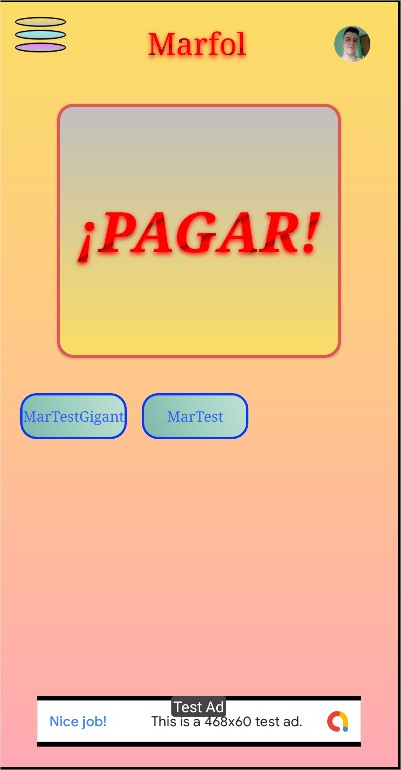 Marfol
¡PAGAR!
MarTestGigant
MarTest
Test Ad
Nice job!
This is a 468x60 test ad.